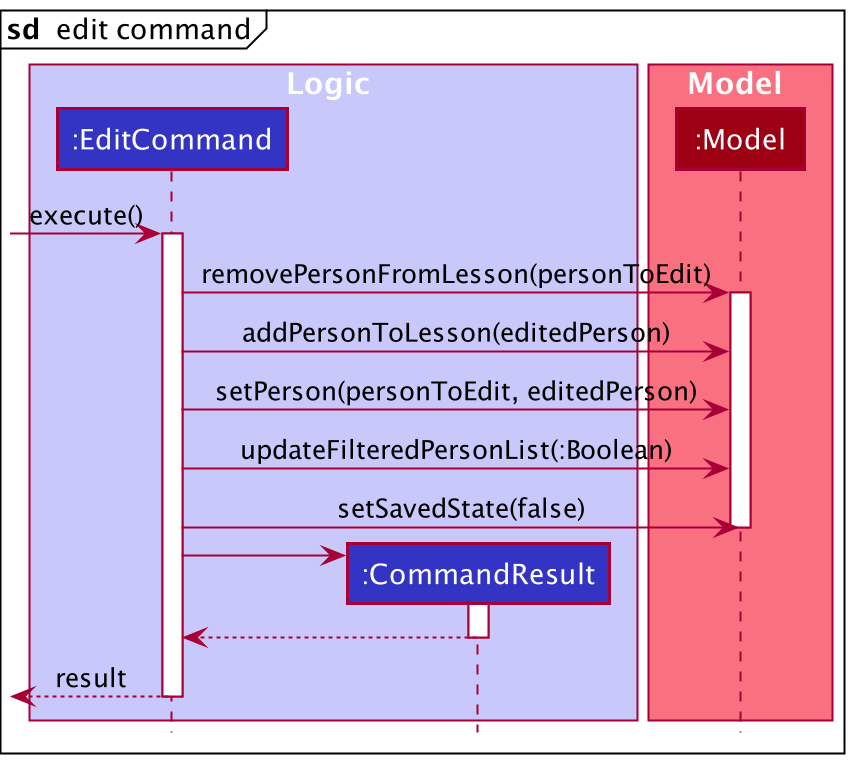 sd edit command
Logic
Model
:EditCommand
:Model
execute()
removePersonFromLesson(personToEdit)
addPersonToLesson(editedPerson)
setPerson(personToEdit, editedPerson)
updateFilteredPersonList(:Boolean)
setSavedState(false)
:CommandResult
result